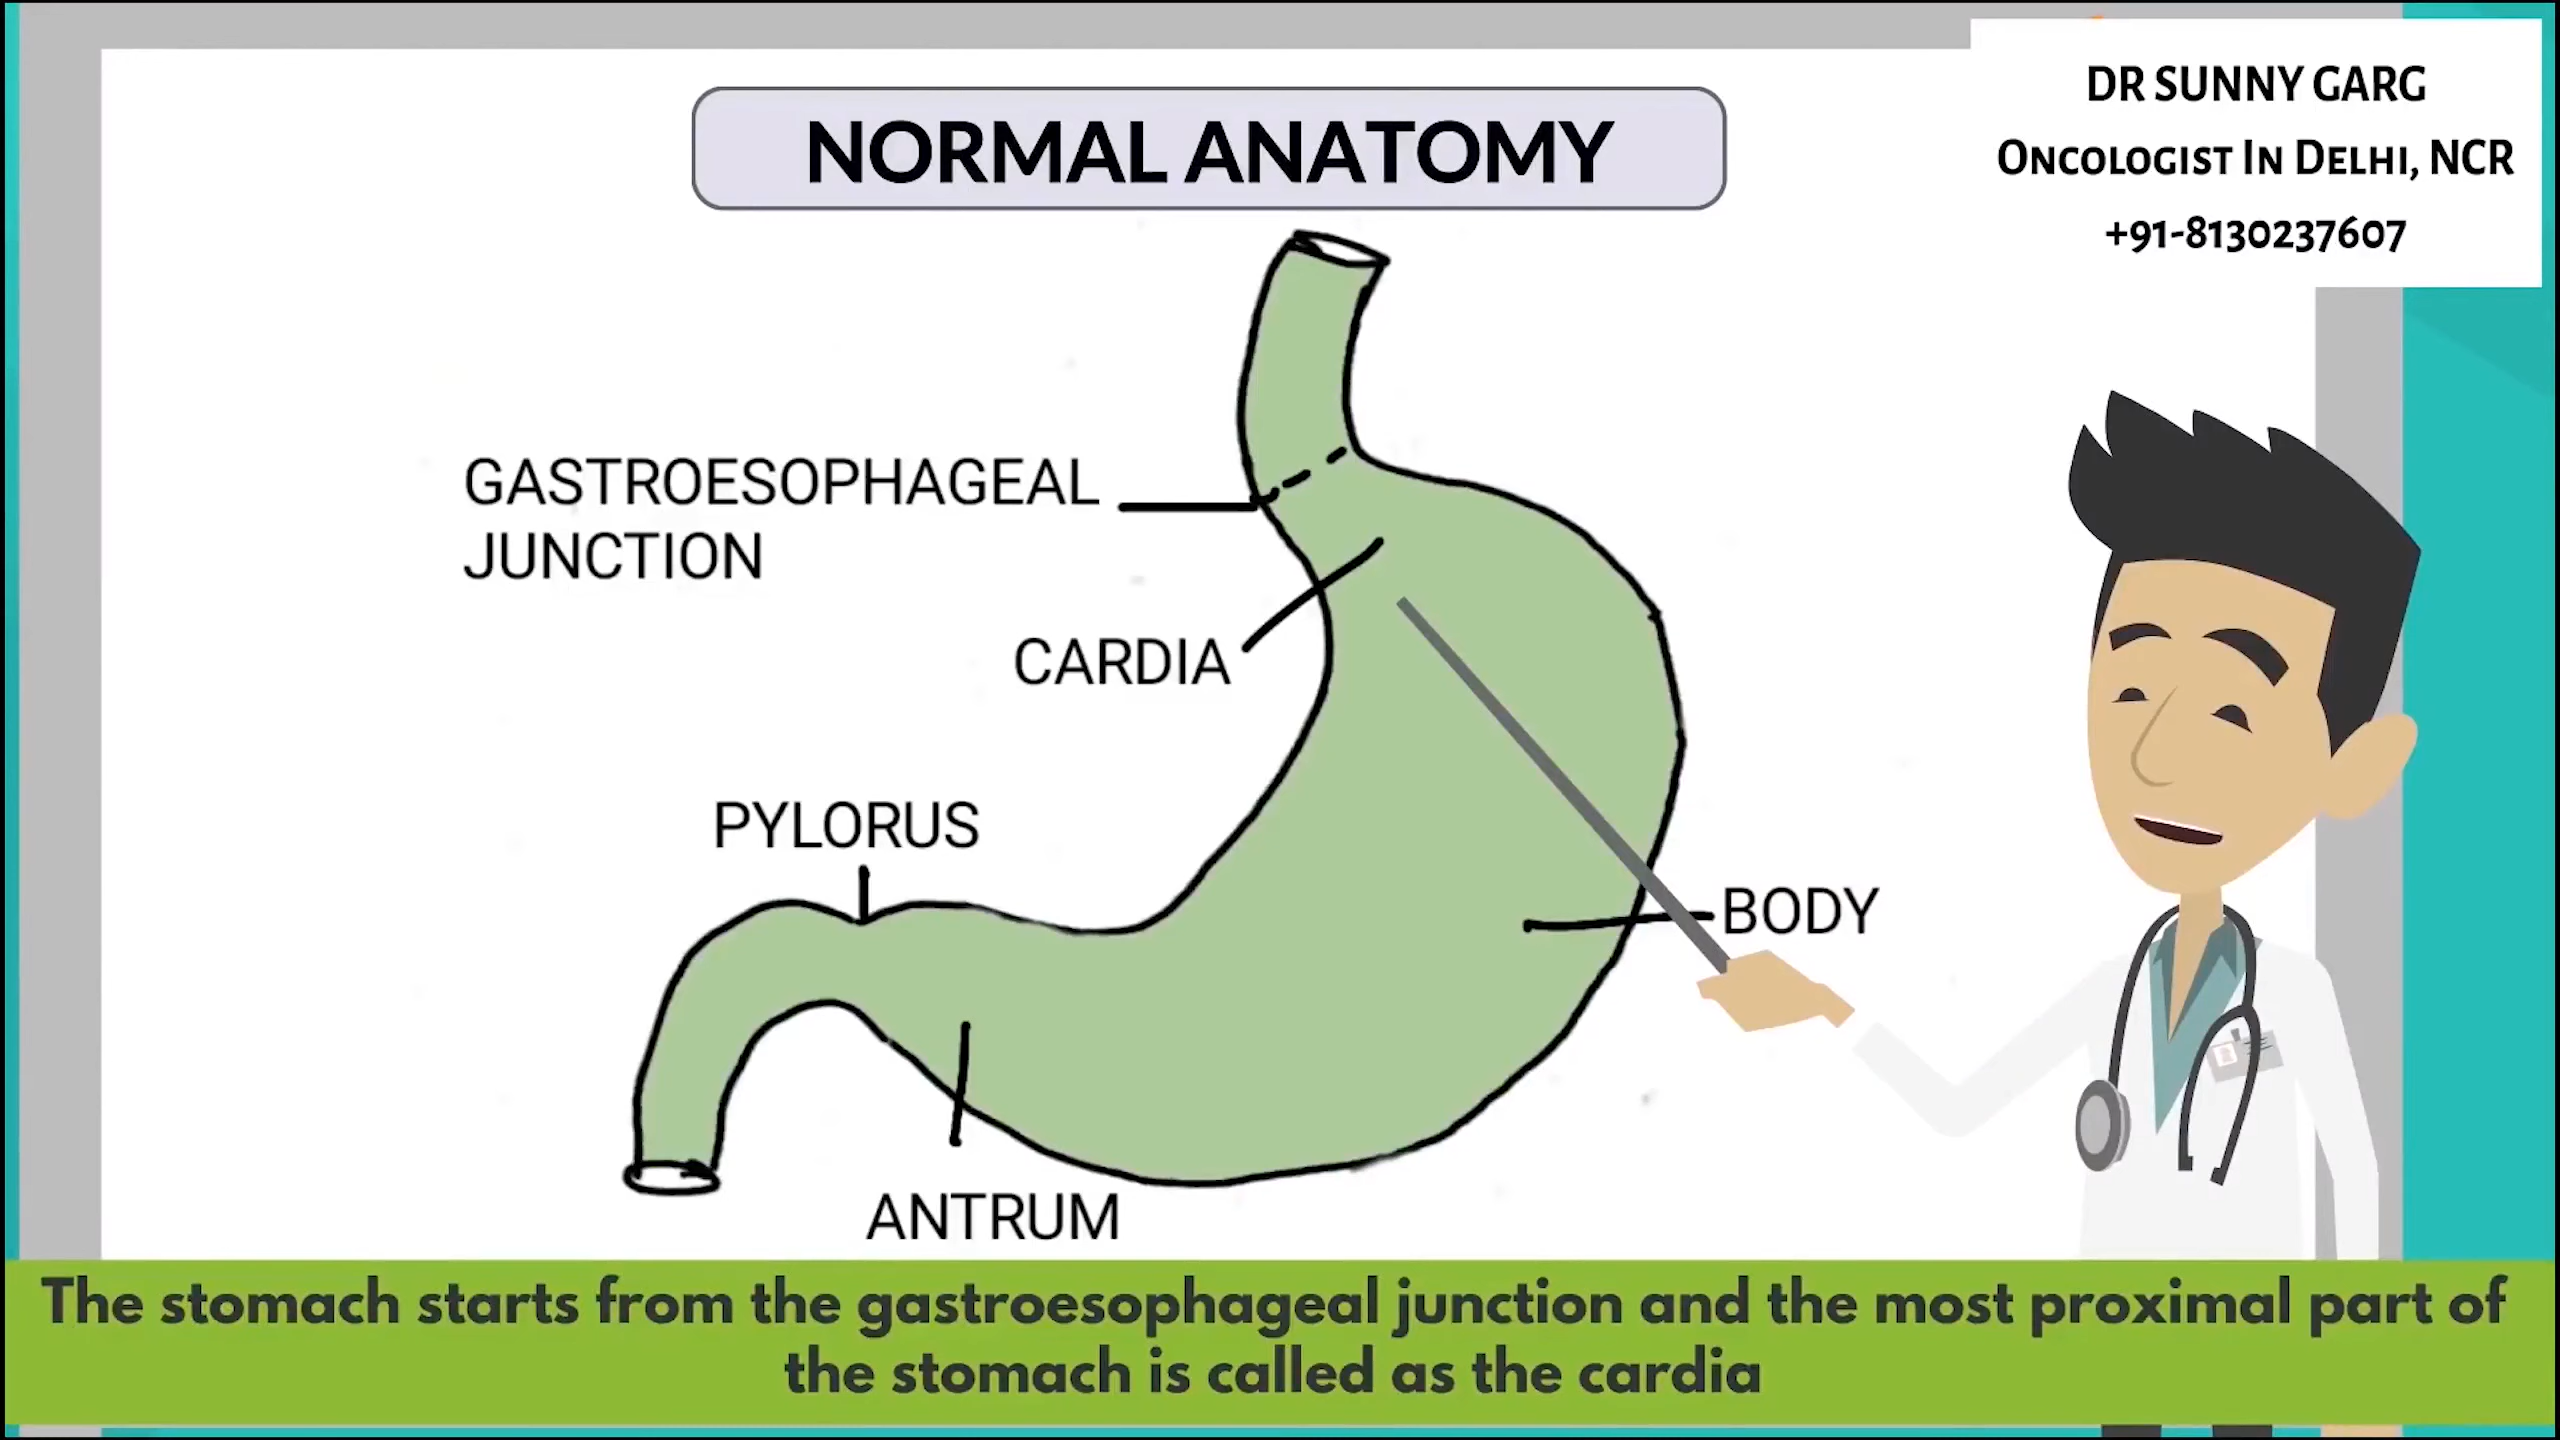 NORMAL ANATOMY
DR SUNNY GARG
ONCOLOGIST IN DELHI, NCR
+91-8130237607
GASTROESOPHAGEAL
JUNCTION
CARDIA
PYLORUS
BODY
ANTRUM
The stomach starts from the gastroesophageal junction and the most proximal part of
the stomach is called as the cardia